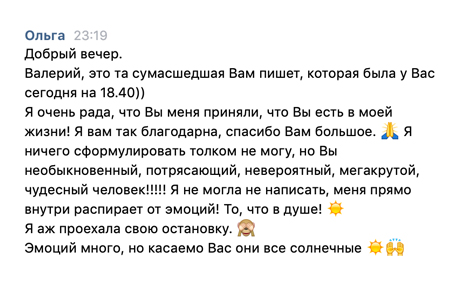 Ольга 23:19
Добрый вечер.
Валерий, это та сумасшедшая Вам пишет, которая была у Вас
сегодня на 18.40))
Я очень рада, что Вы меня приняли, что Вы есть в моей
жизни! Я вам так благодарна, спасибо Вам большое. 🙏 Я
ничего сформулировать толком не могу, но Вы
необыкновенный, потрясающий, невероятный, мегакрутой,
чудесный человек!!!!! Я не могла не написать, меня прямо
внутри распирает от эмоций! То, что в душе! ☀️
Я аж проехала свою остановку. 🙈
Эмоций много, но касаемо Вас они все солнечные ☀️🙌